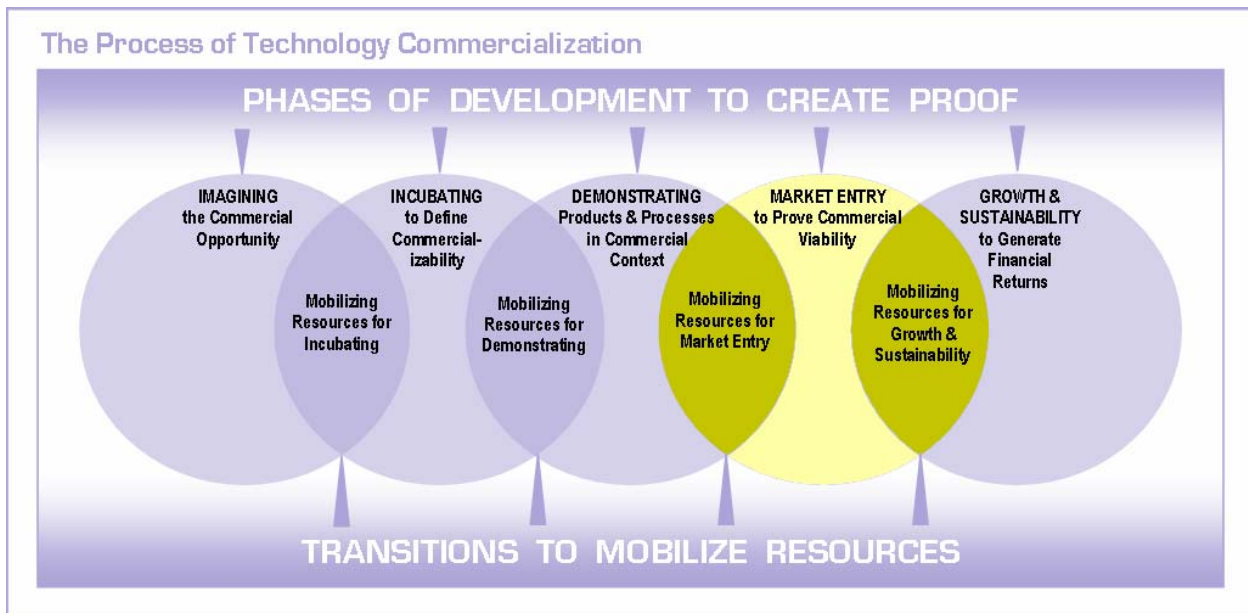 The Process of Technology Commercialization
PHASES OF DEVELOPMENT TO CREATE PROOF
IMAGINING
the Commercial
Opportunity
INCUBATING
to Define
Commercial-
izability
DEMONSTRATING
Products & Processes
in Commercial
Context
MARKET ENTRY
to Prove Commercial
Viability
GROWTH &
SUSTAINABILITY
to Generate
Financial
Returns
Mobilizing
Resources for
Incubating
Mobilizing
Resources for
Demonstrating
Mobilizing
Resources for
Market Entry
Mobilizing
Resources for
Growth &
Sustainability
TRANSITIONS TO MOBILIZE RESOURCES